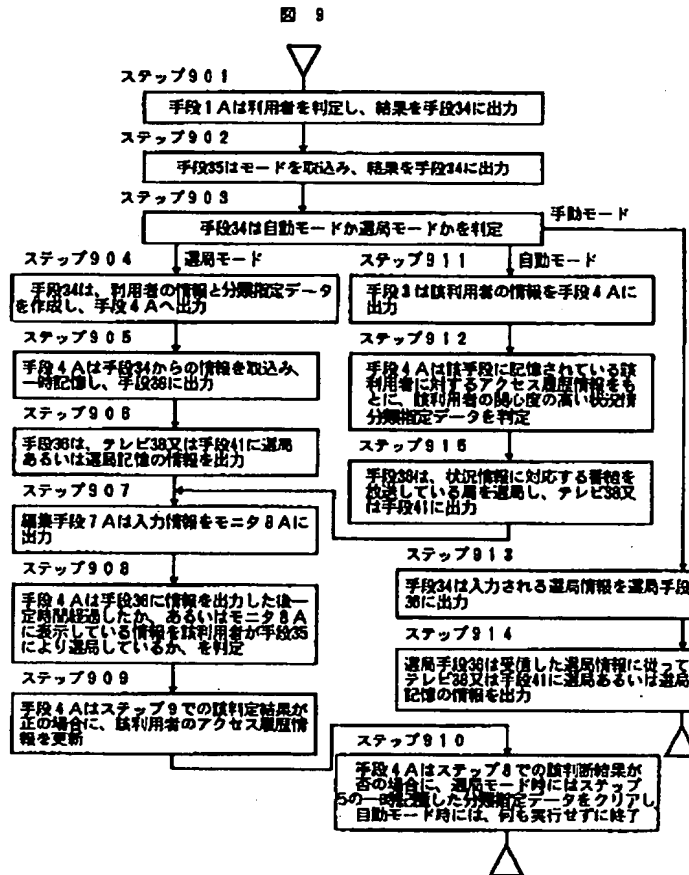 図 9
ステップ901
手段1Aは利用者を判定し、結果を手段34に出力
ステップ902
手段35はモードを取込み、結果を手段34に出力
ステップ903
手段34は自動モードか選局モードかを判定
手動モード
ステップ904
選局モード
手段34は、利用者の情報と分類指定データ
を作成し、手段4Aへ出力
ステップ905
手段4Aは手段34からの情報を取込み、
一時記憶し、手段36に出力
ステップ906
手段36は、テレビ38又は手段41に選局
あるいは選局記憶の情報を出力
ステップ907
編集手段7Aは入力情報をモニタ8Aに
出力
ステップ908
手段4Aは手段36に情報を出力した後一
定時間経過したか、あるいはモニタ8A
に表示している情報を該利用者が手段35
により選局しているか、を判定
ステップ909
手段4Aはステップ9での該判定結果が
正の場合に、該利用者のアクセス履歴情
報を更新
ステップ911
自動モード
手段3は該利用者の情報を手段4Aに
出力
ステップ912
手段4Aは該手段に記憶されている該
利用者に対するアクセス履歴情報をも
とに、該利用者の関心度の高い状況情
分類指定データを判定
ステップ915
手段36は、状況情報に対応する番組を
放送している局を選局し、テレビ38又
は手段41に出力
ステップ913
手段34は入力される選局情報を選局手段
36に出力
ステップ914
選局手段36は受信した選局情報に従って
テレビ38又は手段41に選局あるいは選局
記憶の情報を出力
ステップ910
手段4Aはステップ8での該判断結果が
否の場合に、選局モード時にはステップ
5の一時記憶した分類指定データをクリアし
自動モード時には、何も実行せずに終了